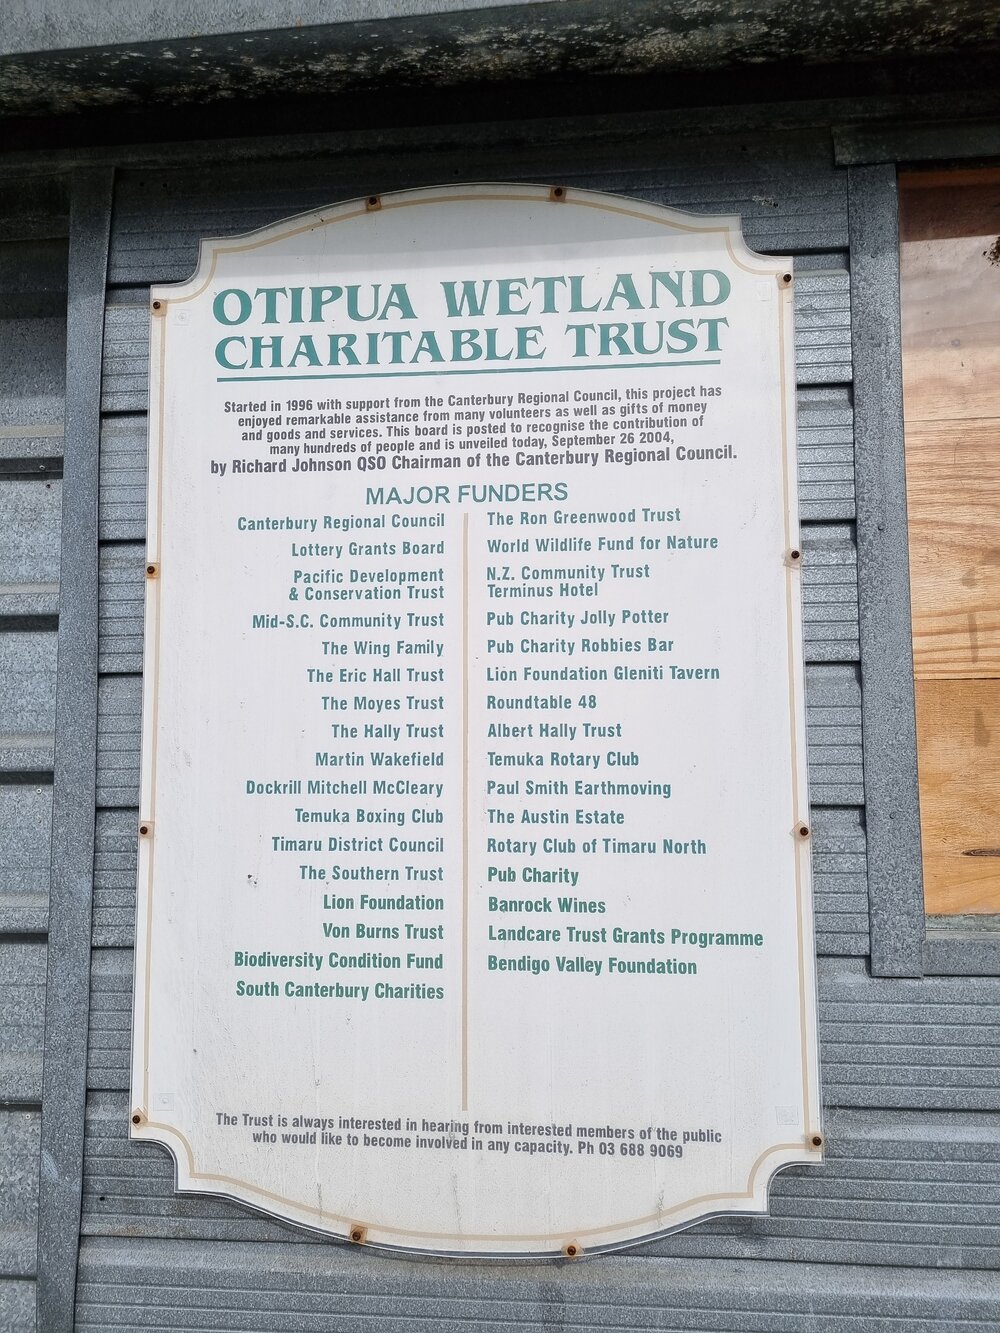 OTIPUA WETLAND
CHARITABLE TRUST
Started in 1996 with support from the Canterbury Regional Council, this project has
enjoyed remarkable assistance from many volunteers as well as gifts of money
and goods and services. This board is posted to recognise the contribution of
many hundreds of people and is unveiled today, September 26 2004,
by Richard Johnson QSO Chairman of the Canterbury Regional Council.
MAJOR FUNDERS
Canterbury Regional Council
Lottery Grants Board
Pacific Development
& Conservation Trust
Mid-S.C. Community Trust
The Wing Family
The Eric Hall Trust
The Moyes Trust
The Hally Trust
Martin Wakefield
Dockrill Mitchell McCleary
Temuka Boxing Club
Timaru District Council
The Southern Trust
Lion Foundation
Von Burns Trust
Biodiversity Condition Fund
South Canterbury Charities
The Ron Greenwood Trust
World Wildlife Fund for Nature
N.Z. Community Trust
Terminus Hotel
Pub Charity Jolly Potter
Pub Charity Robbies Bar
Lion Foundation Gleniti Tavern
Roundtable 48
Albert Hally Trust
Temuka Rotary Club
Paul Smith Earthmoving
The Austin Estate
Rotary Club of Timaru North
Pub Charity
Banrock Wines
Landcare Trust Grants Programme
Bendigo Valley Foundation
The Trust is always interested in hearing from interested members of the public
who would like to become involved in any capacity. Ph 03 688 9069